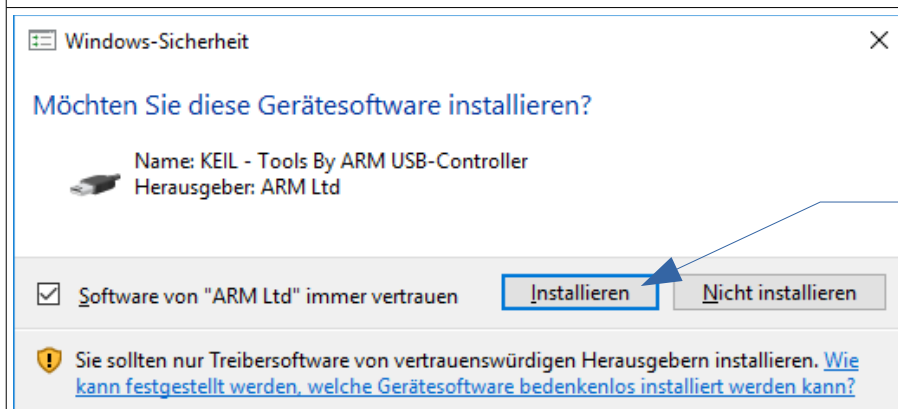 Windows-Sicherheit
Möchten Sie diese Gerätesoftware installieren?
Name: KEIL - Tools By ARM USB-Controller
Herausgeber: ARM Ltd
Software von "ARM Ltd" immer vertrauen
Installieren
Nicht installieren
Sie sollten nur Treibersoftware von vertrauenswürdigen Herausgebern installieren. Wie
kann festgestellt werden, welche Gerätesoftware bedenkenlos installiert werden kann?